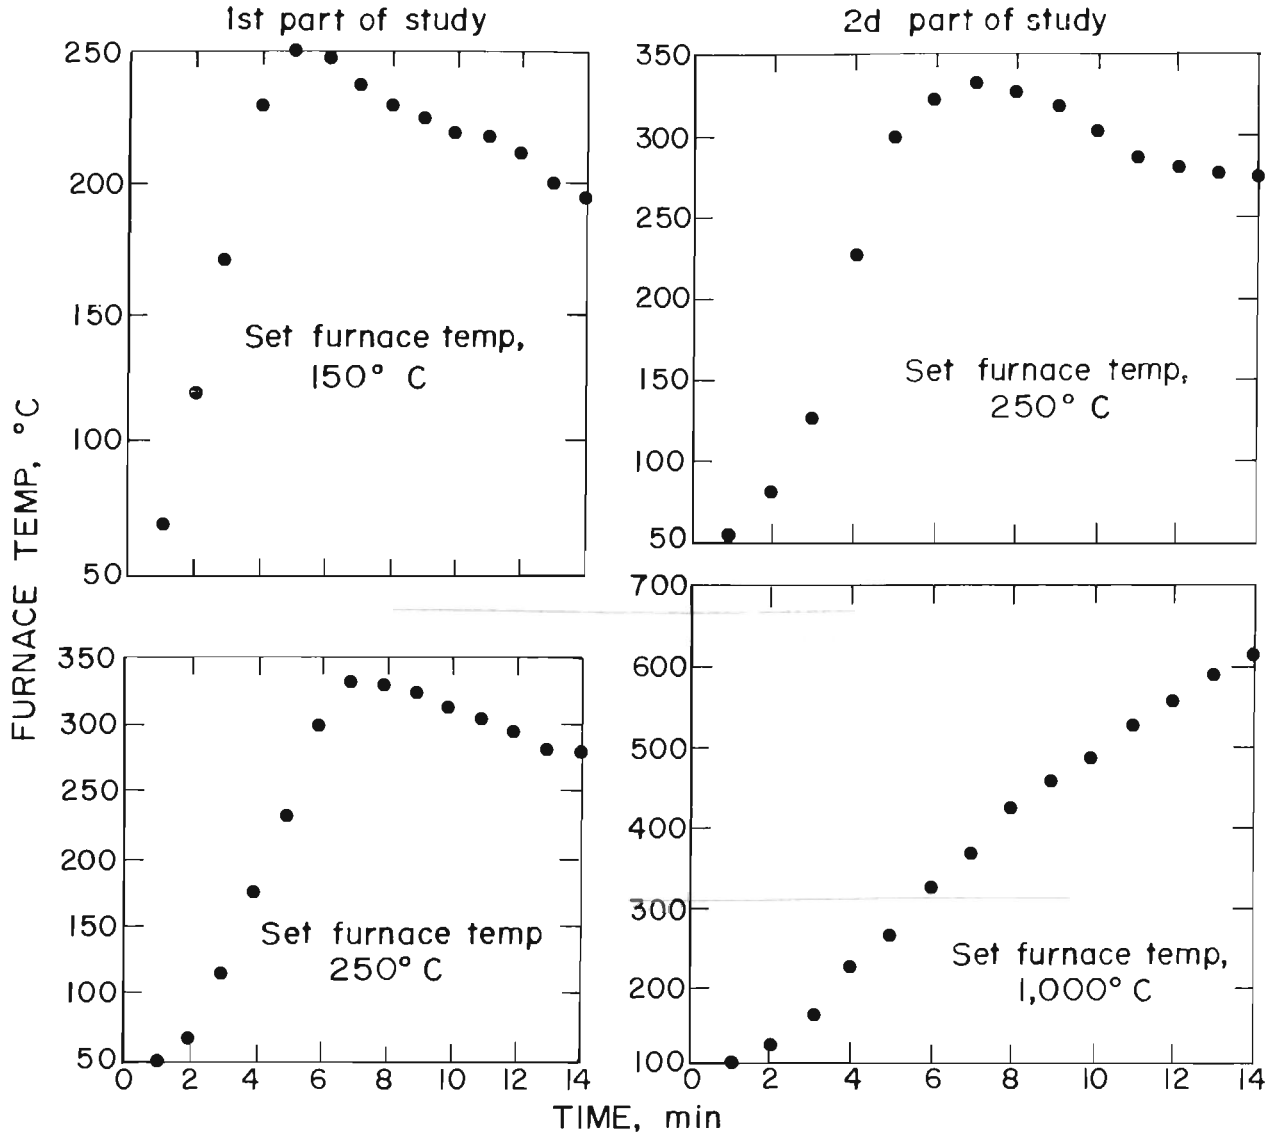 1st part of study
2d part of study
FURNACE TEMP, °C
250
200
150
100
50
Set furnace temp,
150° C
350
300
250
200
150
100
50
Set furnace temp,
250° C
350
300
250
200
150
100
50
Set furnace temp
250° C
0 2 4 6 8 10 12 14
700
600
500
400
300
200
100
Set furnace temp,
1,000° C
0 2 4 6 8 10 12 14
TIME, min